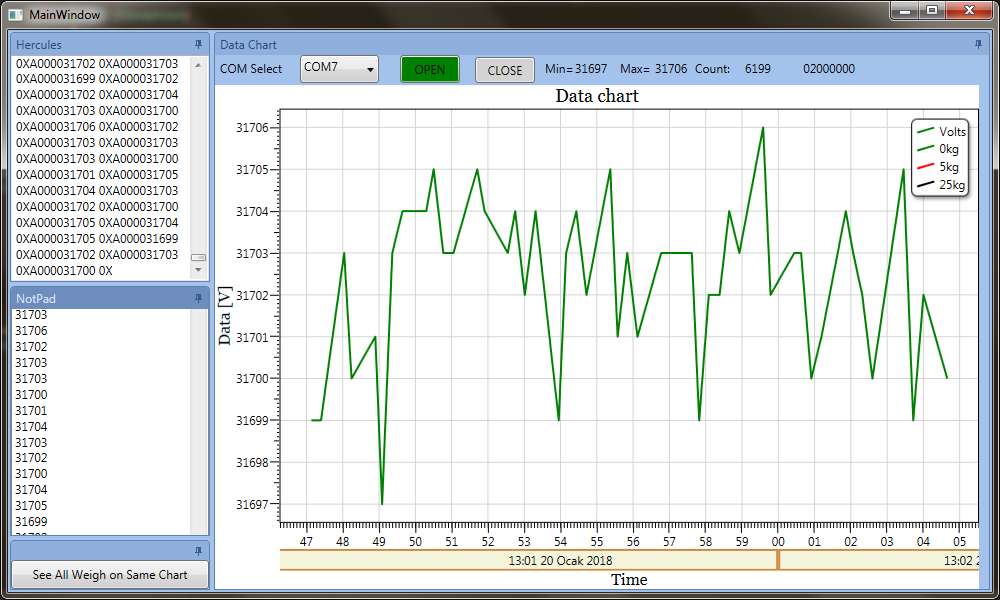 MainWindow
Hercules
0XA000031702 0XA000031703
0XA000031699 0XA000031702
0XA000031702 0XA000031704
0XA000031703 0XA000031700
0XA000031706 0XA000031702
0XA000031703 0XA000031703
0XA000031703 0XA000031700
0XA000031701 0XA000031705
0XA000031704 0XA000031703
0XA000031702 0XA000031700
0XA000031705 0XA000031704
0XA000031705 0XA000031699
0XA000031702 0XA000031703
0XA000031700 0X
NotPad
31703
31706
31702
31703
31703
31700
31701
31704
31703
31702
31700
31704
31705
31699
See All Weigh on Same Chart
Data Chart
COM Select COM7 OPEN CLOSE Min= 31697 Max= 31706 Count: 6199 02000000
Data chart
Volts
0kg
5kg
25kg
Data [V]
31706
31705
31704
31703
31702
31701
31700
31699
31698
31697
47 48 49 50 51 52 53 54 55 56 57 58 59 00 01 02 03 04 05
13:01 20 Ocak 2018 13:02 2
Time